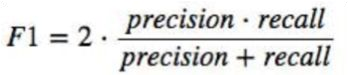 F1 = 2 · precision · recall / precision + recall